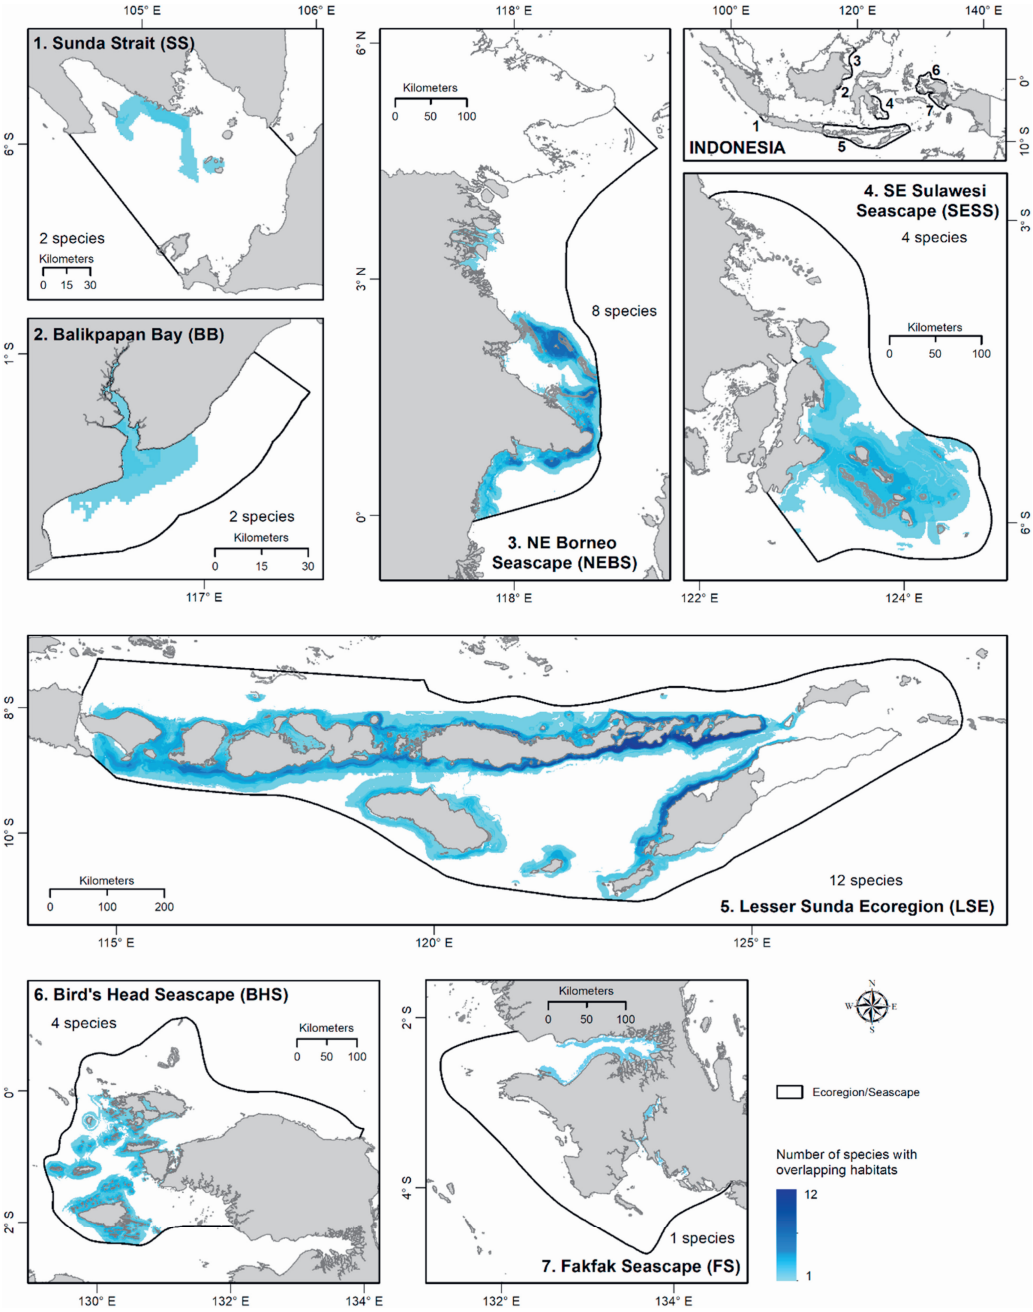 105° E
106° E
118° E
100° E
120° E
140° E
1. Sunda Strait (SS)
6° S
2 species
Kilometers
0 15 30
6° N
Kilometers
0 50 100
3° N
0°
8 species
3. NE Borneo
Seascape (NEBS)
118° E
1
2
3
4
5
6
7
INDONESIA
0°
10° S
4. SE Sulawesi
Seascape (SESS)
4 species
Kilometers
0 50 100
3° S
6° S
122° E
124° E
2. Balikpapan Bay (BB)
1° S
2 species
Kilometers
0 15 30
117° E
8° S
10° S
Kilometers
0 100 200
12 species
5. Lesser Sunda Ecoregion (LSE)
115° E
120° E
125° E
6. Bird's Head Seascape (BHS)
4 species
Kilometers
0 50 100
0°
2° S
130° E
132° E
134° E
Kilometers
0 50 100
2° S
4° S
1 species
7. Fakfak Seascape (FS)
132° E
134° E
N
W E
S
Ecoregion/Seascape
Number of species with
overlapping habitats
12
1